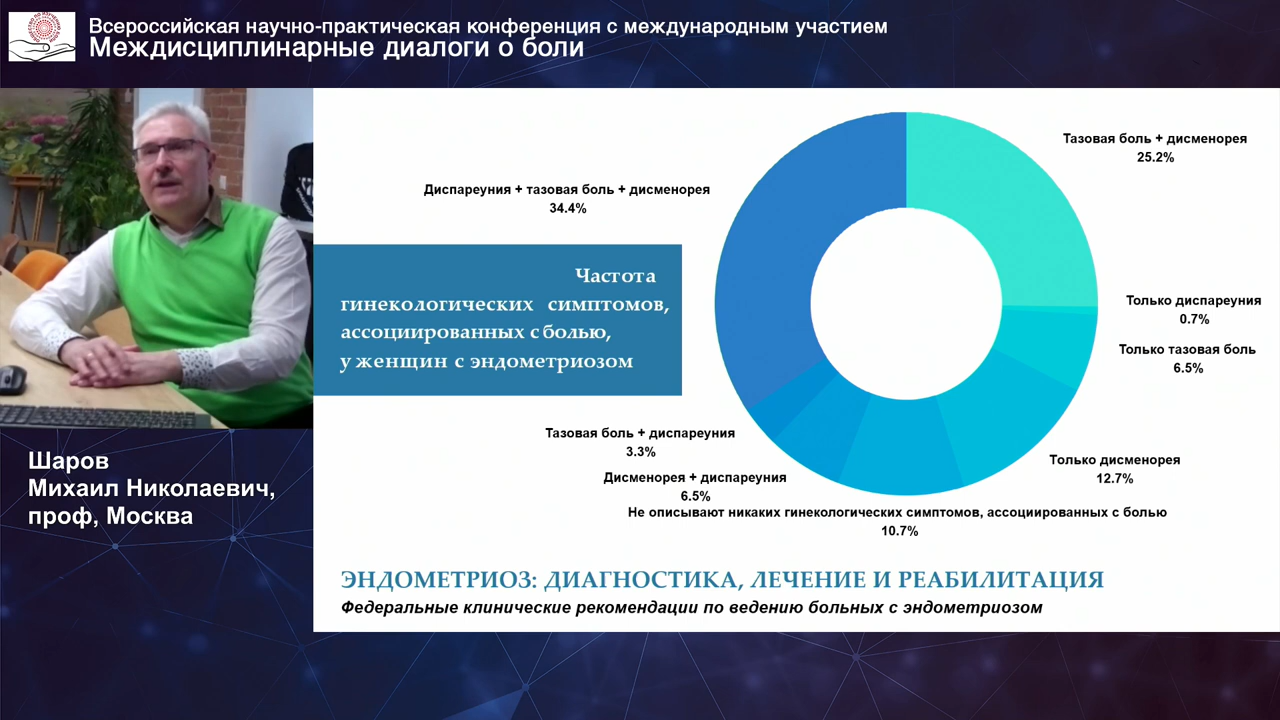 Всероссийская научно-практическая конференция с международным участием
Междисциплинарные диалоги о боли
Тазовая боль + дисменорея
25.2%
Диспареуния + тазовая боль + дисменорея
34.4%
Частота
гинекологических симптомов,
ассоциированных с болью,
у женщин с эндометриозом
Только диспареуния
0.7%
Только тазовая боль
6.5%
Тазовая боль + диспареуния
3.3%
Только дисменорея
12.7%
Дисменорея + диспареуния
6.5%
Не описывают никаких гинекологических симптомов, ассоциированных с болью
10.7%
Шаров
Михаил Николаевич,
проф, Москва
ЭНДОМЕТРИОЗ: ДИАГНОСТИКА, ЛЕЧЕНИЕ И РЕАБИЛИТАЦИЯ
Федеральные клинические рекомендации по ведению больных с эндометриозом